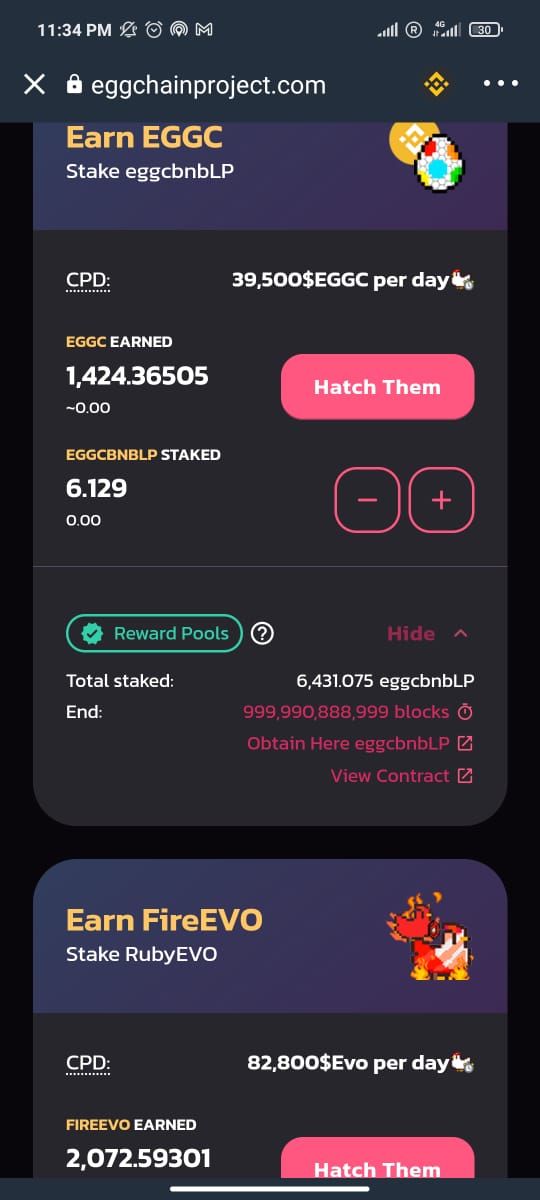 11:34 PM
R 4G 30
eggchainproject.com
Earn EGGC
Stake eggcbnbLP
CPD: 39,500$EGGC per day
EGGC EARNED
1,424.36505
~0.00
Hatch Them
EGGCBNBLP STAKED
6.129
0.00
− +
Reward Pools ? Hide
Total staked: 6,431.075 eggcbnbLP
End: 999,990,888,999 blocks
Obtain Here eggcbnbLP
View Contract
Earn FireEVO
Stake RubyEVO
CPD: 82,800$Evo per day
FIREEVO EARNED
2,072.59301
Hatch Them